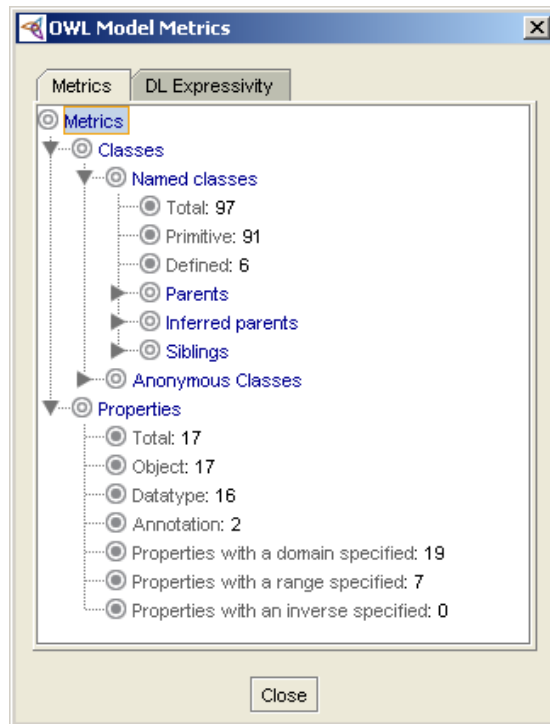 OWL Model Metrics
Metrics DL Expressivity
Metrics
Classes
Named classes
Total: 97
Primitive: 91
Defined: 6
Parents
Inferred parents
Siblings
Anonymous Classes
Properties
Total: 17
Object: 17
Datatype: 16
Annotation: 2
Properties with a domain specified: 19
Properties with a range specified: 7
Properties with an inverse specified: 0
Close